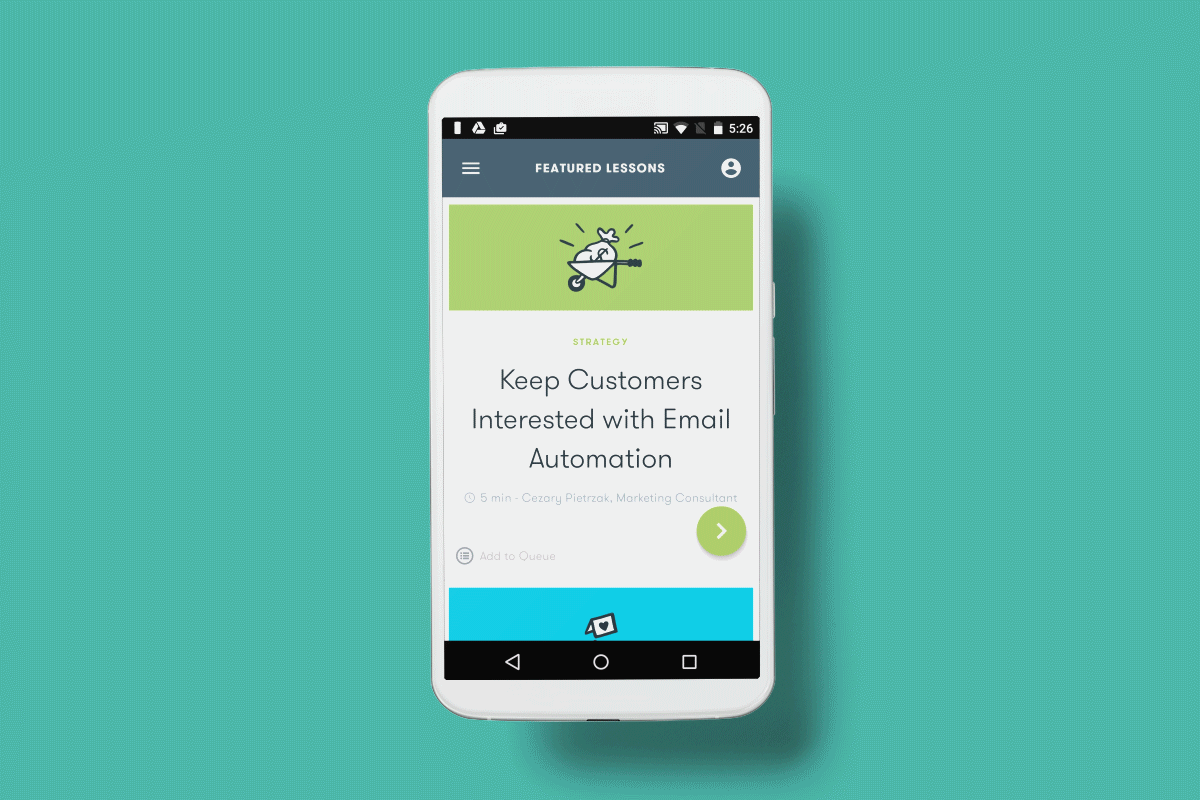 5:26
FEATURED LESSONS
STRATEGY
Keep Customers
Interested with Email
Automation
5 min - Cezary Pietrzak, Marketing Consultant
Add to Queue